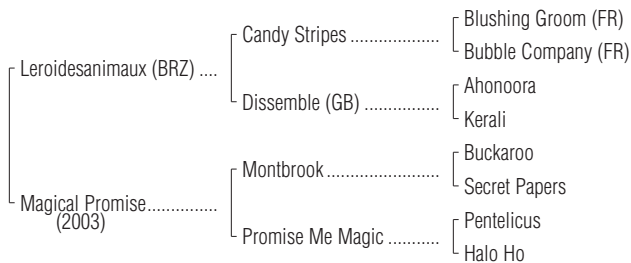 Blushing Groom (FR)
Candy Stripes ...................
Bubble Company (FR)
Leroidesanimaux (BRZ) ....
Ahonoora
Dissemble (GB) ................
Kerali
Buckaroo
Montbrook........................
Secret Papers
Magical Promise...............
(2003)
Pentelicus
Promise Me Magic ...........
Halo Ho